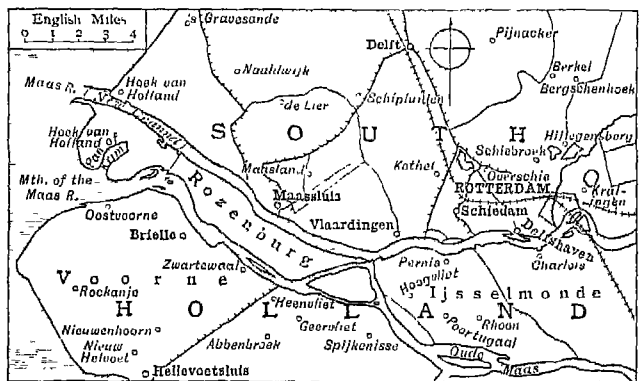 English Miles
0 1 2 3 4
's Gravesande
Delft
Pijnacker
Berkel
Bergschenhoek
Naaldwijk
Maas R.
Hoek van
Holland
de Lier
Schipluiden
SOUTH
Hillegersberg
Schiebroek
Hoek van
Holland
Maasland
Kethel
Overschie
ROTTERDAM
Kralingen
Mth. of the
Maas R.
Maassluis
Rozenburg
Schiedam
Oostvoorne
Vlaardingen
Delfshaven
Brielle
Charlois
Pernis
Zwartewaal
Hoogvliet
Voorne
Rockanje
Ijsselmonde
HOLLAND
Heenvliet
Geervliet
Rhoon
Poortugaal
Nieuwenhoorn
Nieuw
Helvoet
Abbenbroek
Spijkenisse
Oude
Maas
Hellevoetsluis